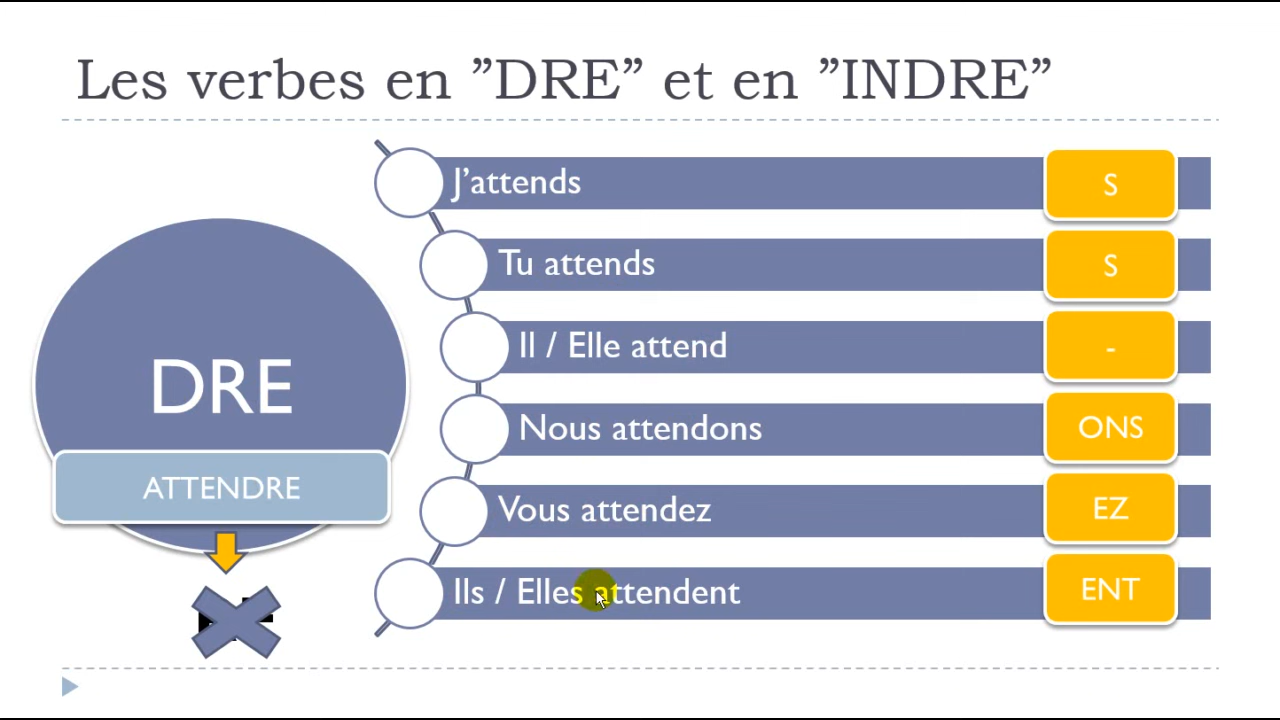 Les verbes en ”DRE” et en ”INDRE”
J’attends
S
Tu attends
S
Il / Elle attend
-
Nous attendons
ONS
Vous attendez
EZ
Ils / Elles attendent
ENT
DRE
ATTENDRE